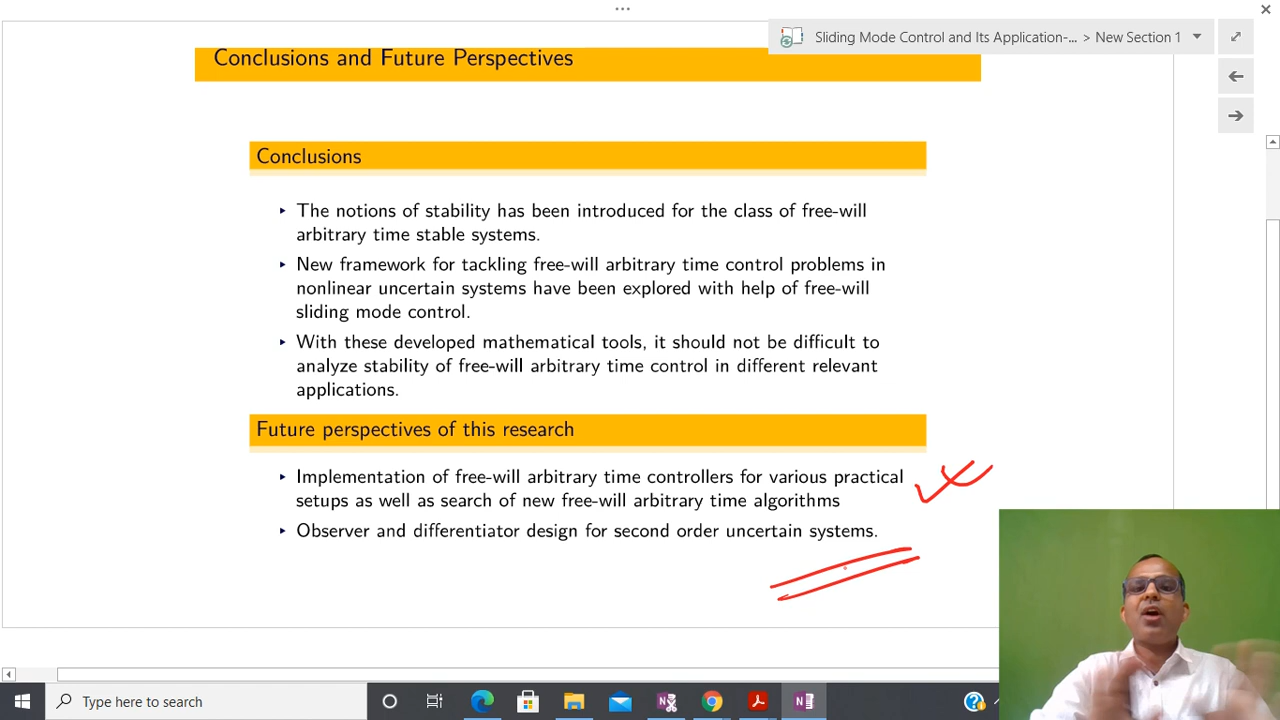 Sliding Mode Control and Its Application-... > New Section 1
Conclusions and Future Perspectives
Conclusions
The notions of stability has been introduced for the class of free-will
arbitrary time stable systems.
New framework for tackling free-will arbitrary time control problems in
nonlinear uncertain systems have been explored with help of free-will
sliding mode control.
With these developed mathematical tools, it should not be difficult to
analyze stability of free-will arbitrary time control in different relevant
applications.
Future perspectives of this research
Implementation of free-will arbitrary time controllers for various practical
setups as well as search of new free-will arbitrary time algorithms
Observer and differentiator design for second order uncertain systems.
Type here to search